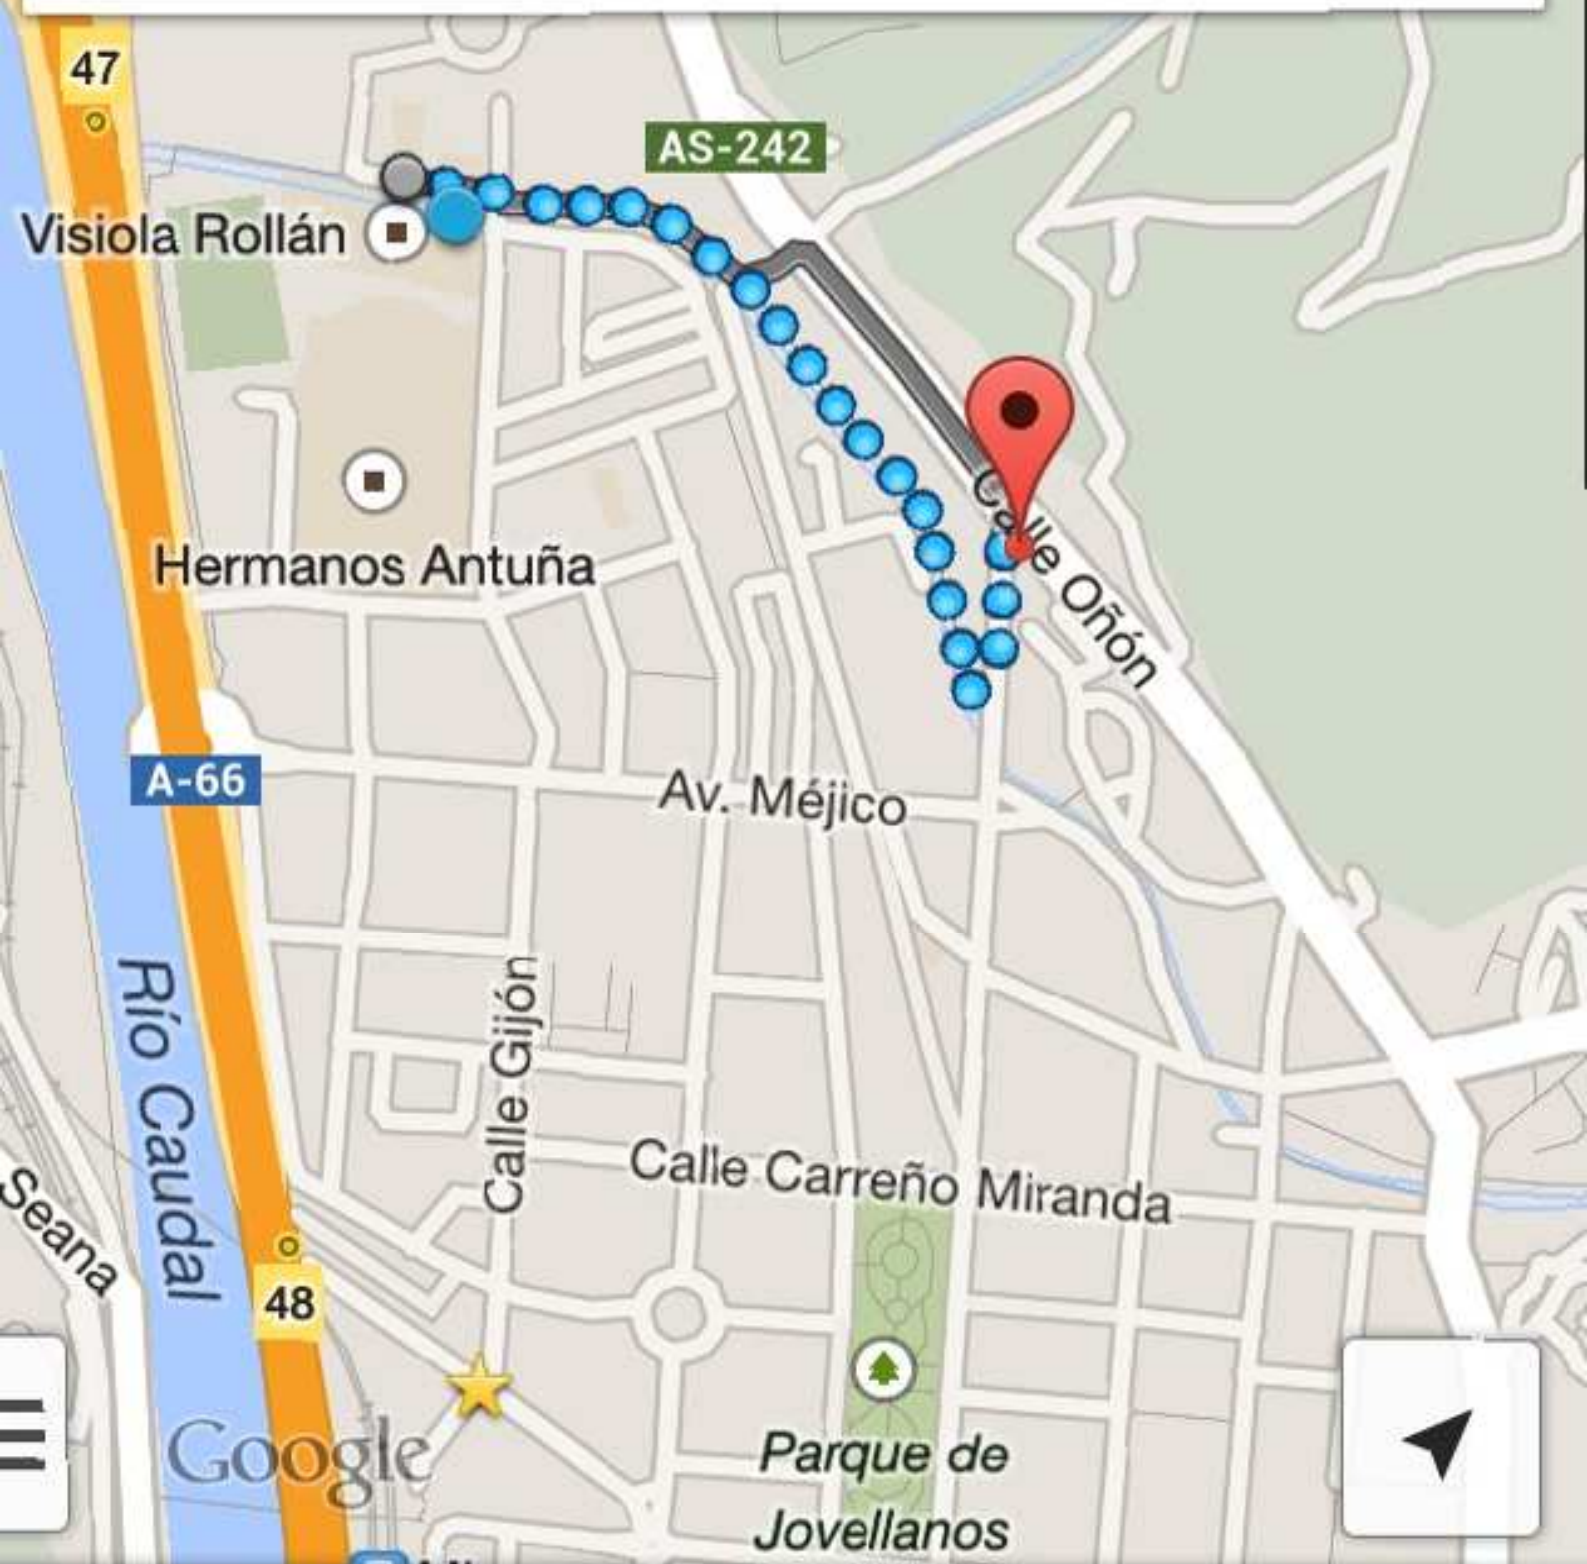 47
AS-242
Visiola Rollán
Hermanos Antuña
Calle Oñón
A-66
Av. Méjico
Río Caudal
Calle Gijón
Calle Carreño Miranda
Seana
48
Google
Parque de
Jovellanos